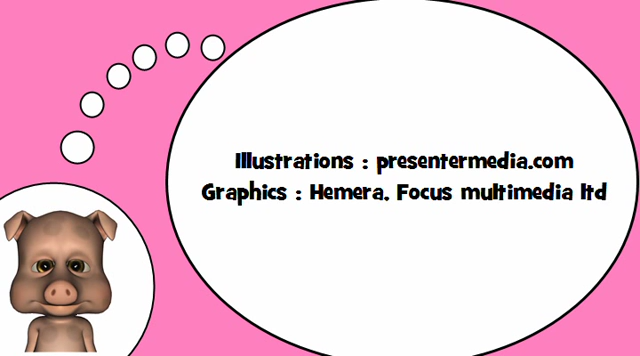 Illustrations : presentermedia.com
Graphics : Hemera. Focus multimedia ltd